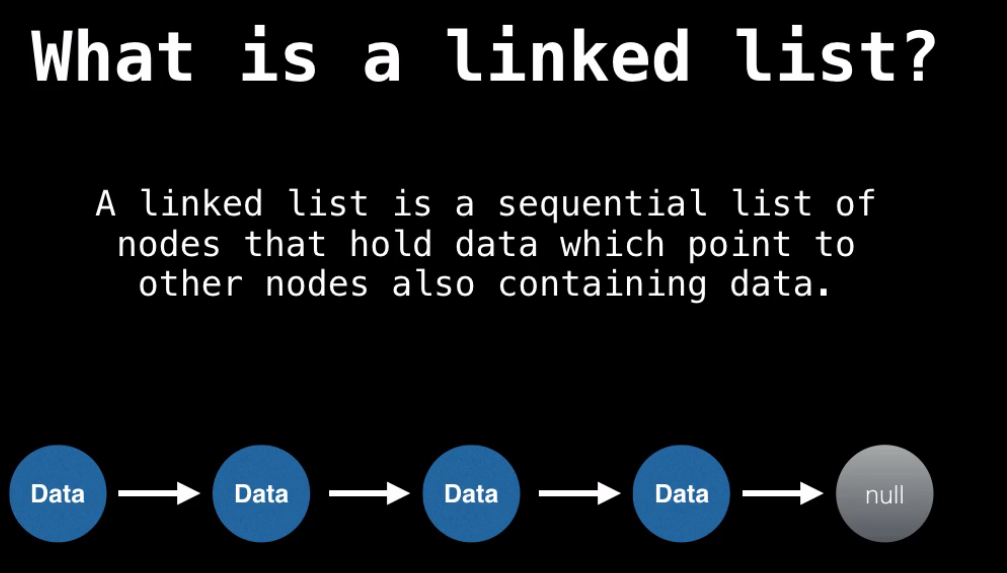 What is a linked list?
A linked list is a sequential list of
nodes that hold data which point to
other nodes also containing data.
Data Data Data Data null